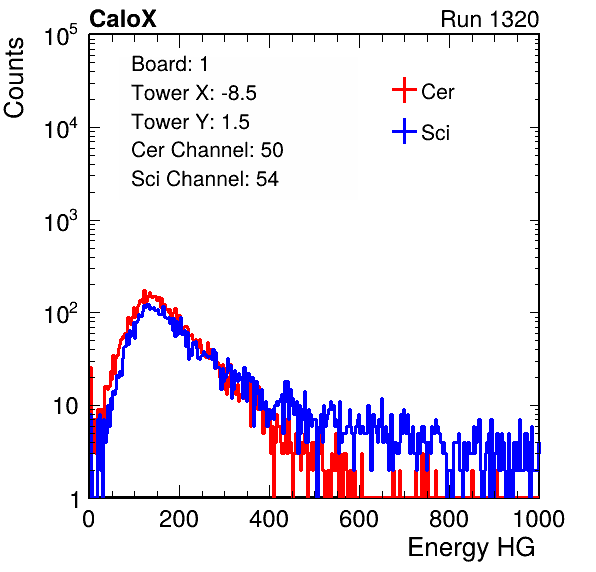 CaloX Run 1320
Counts
Energy HG
Board: 1
Tower X: -8.5
Tower Y: 1.5
Cer Channel: 50
Sci Channel: 54
Cer
Sci
10^5
10^4
10^3
10^2
10
1
0 200 400 600 800 1000